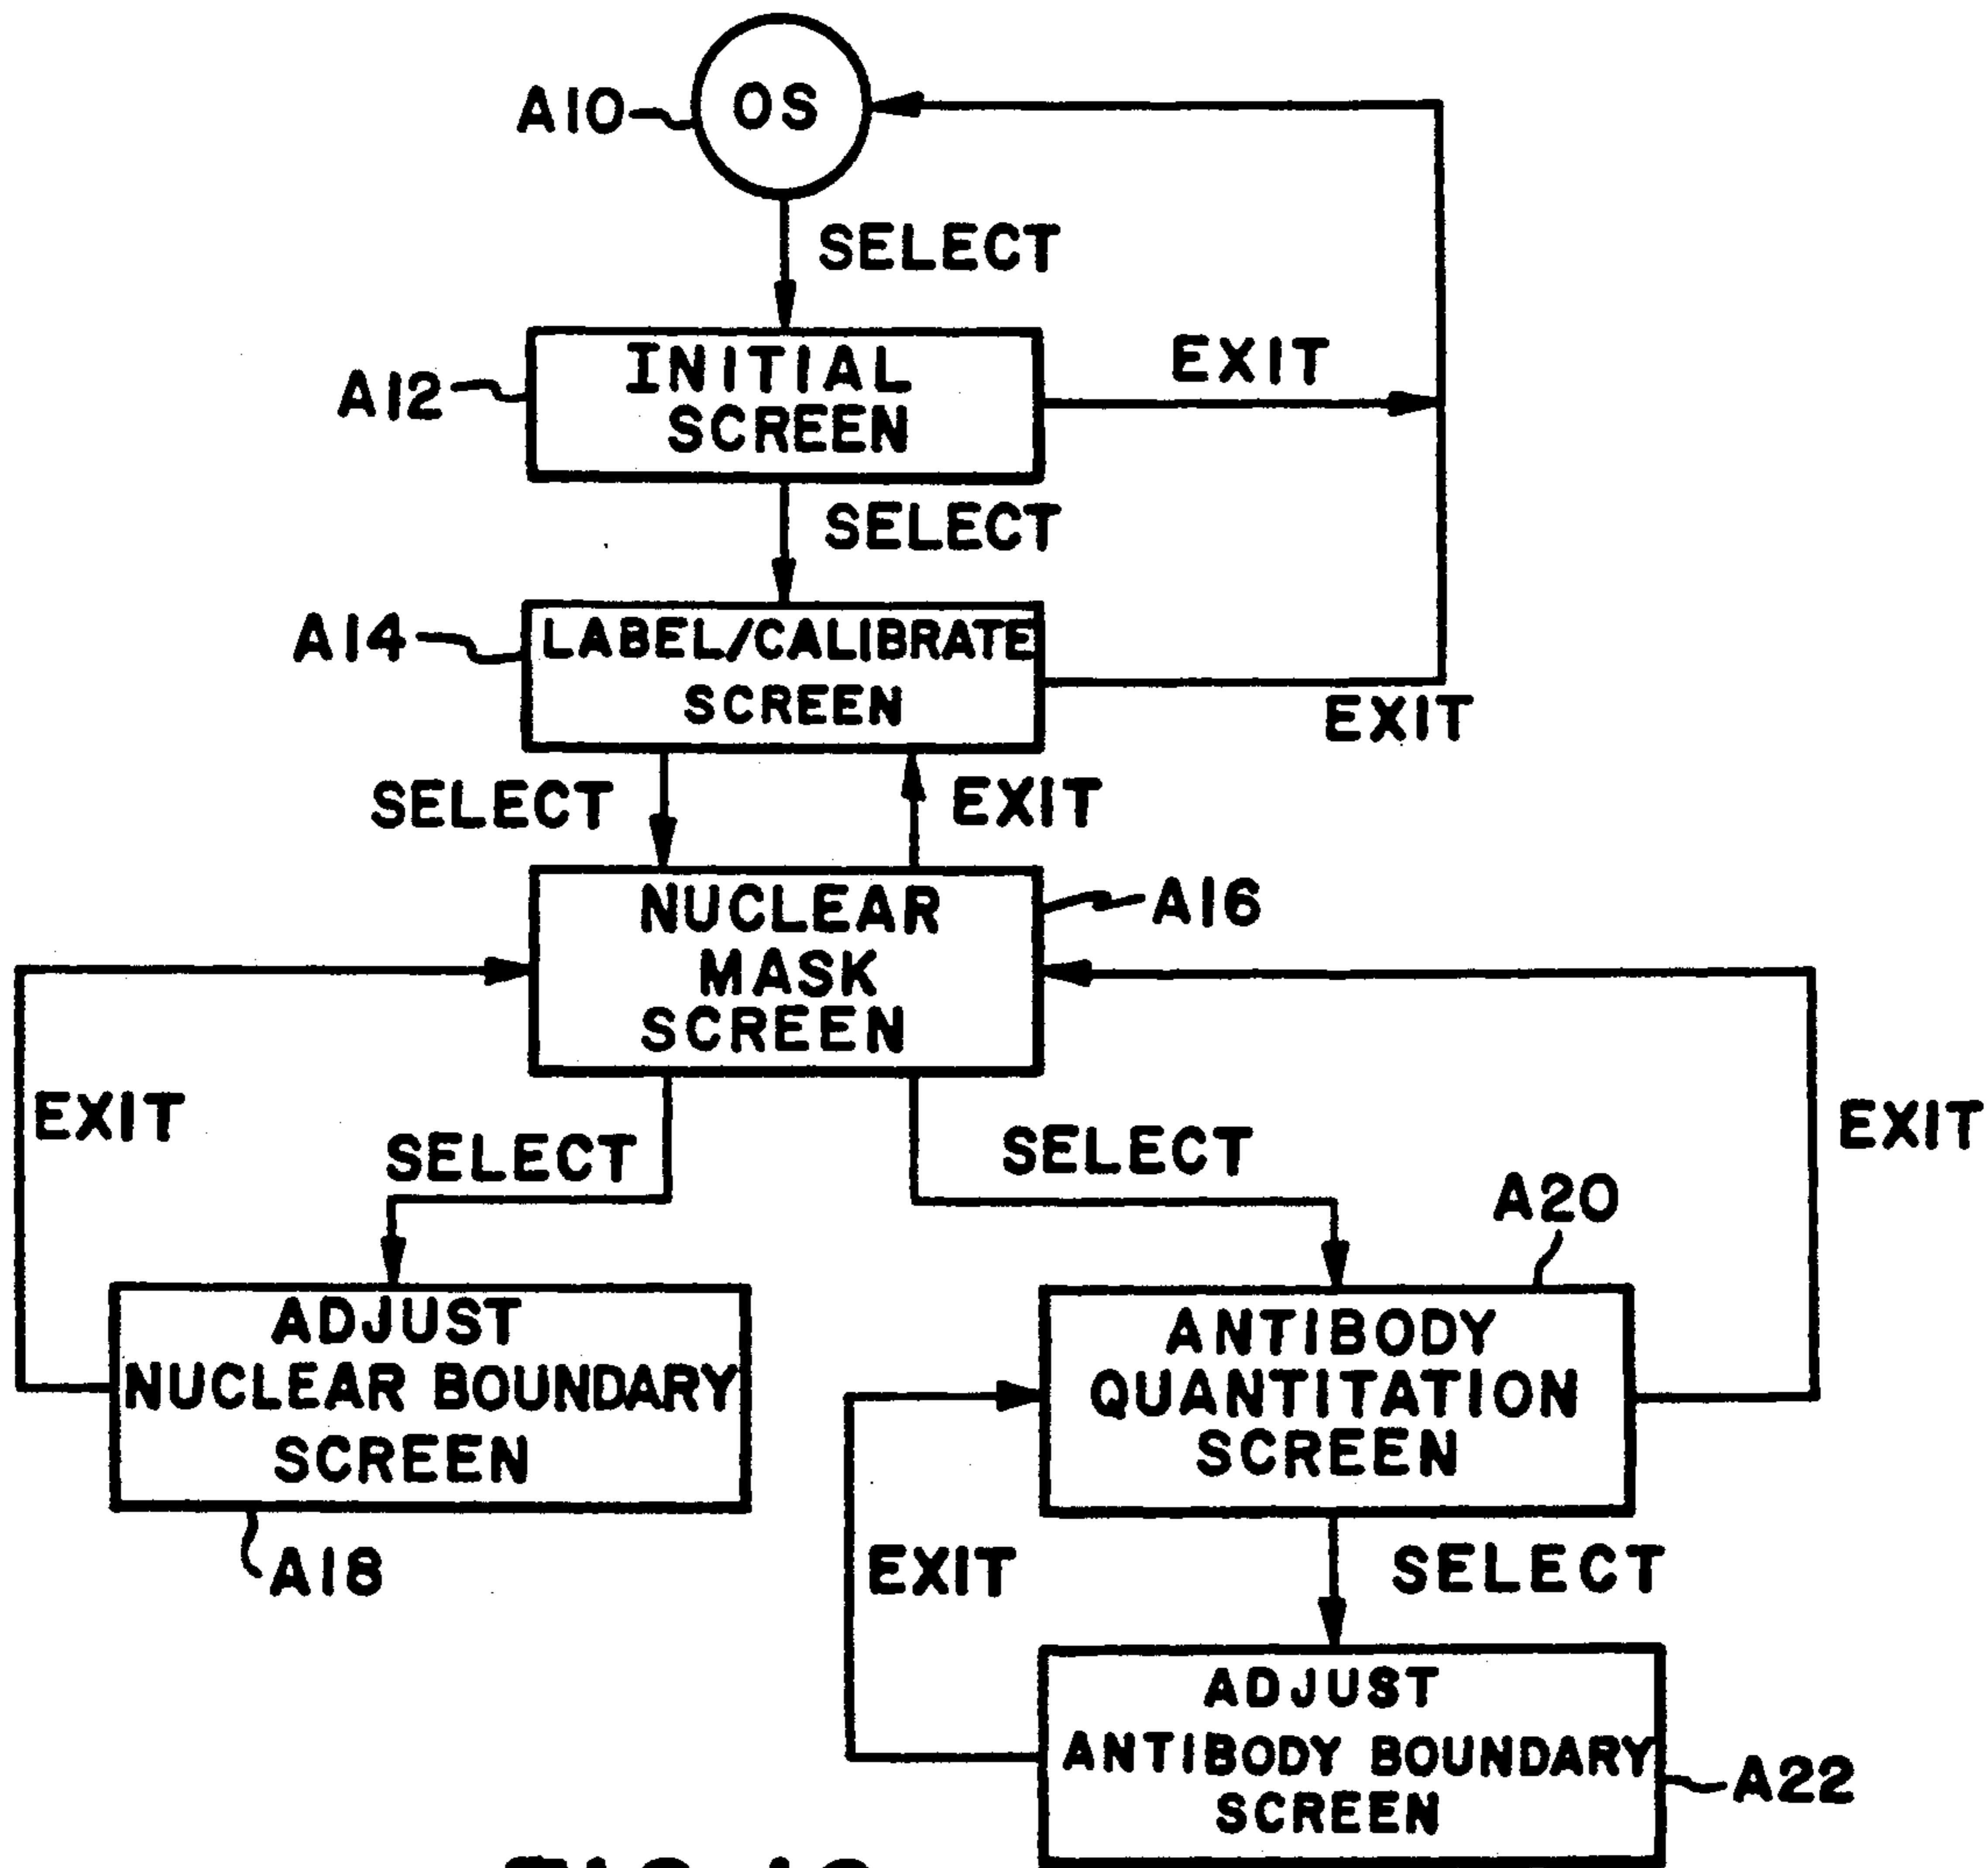 A10
OS
SELECT
A12
INITIAL
SCREEN
EXIT
SELECT
A14
LABEL/CALIBRATE
SCREEN
EXIT
SELECT
EXIT
NUCLEAR
MASK
SCREEN
A16
EXIT
SELECT
SELECT
EXIT
A20
ADJUST
NUCLEAR BOUNDARY
SCREEN
A18
ANTIBODY
QUANTITATION
SCREEN
EXIT
SELECT
ADJUST
ANTIBODY BOUNDARY
SCREEN
A22